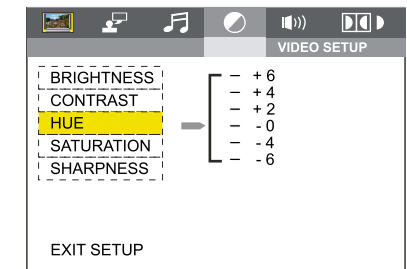 VIDEO SETUP
BRIGHTNESS
CONTRAST
HUE
SATURATION
SHARPNESS
– + 6
– + 4
– + 2
– - 0
– - 4
– - 6
EXIT SETUP